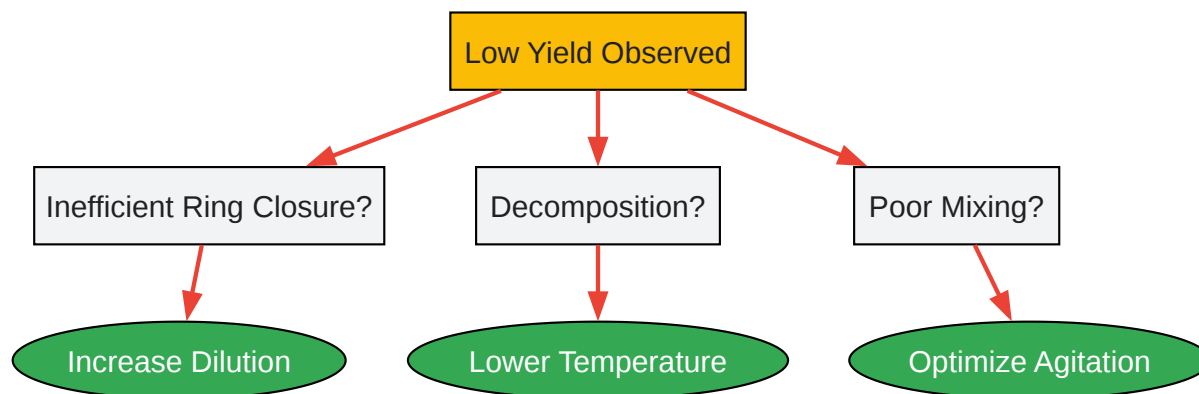 Low Yield Observed
Inefficient Ring Closure?
Decomposition?
Poor Mixing?
Increase Dilution
Lower Temperature
Optimize Agitation